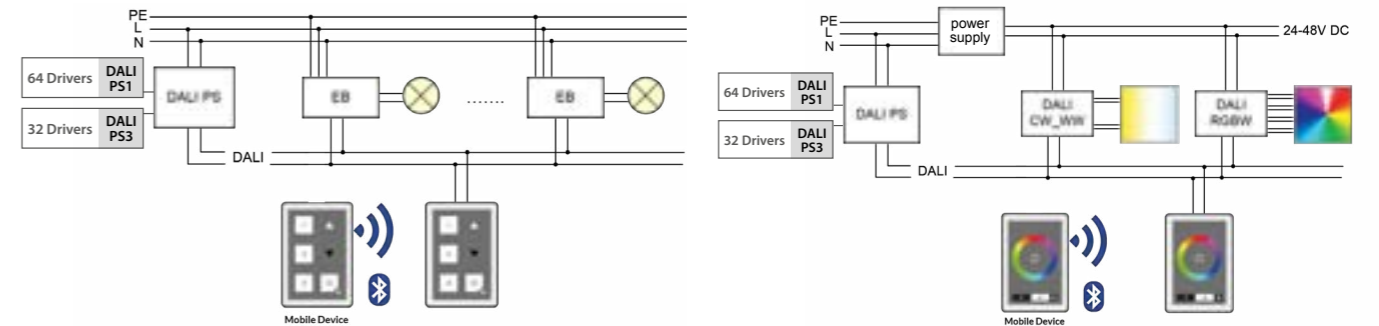 PE
L
N
64 Drivers DALI PS1
32 Drivers DALI PS3
DALI PS
EB
.......
EB
DALI
Mobile Device
PE
L
N
power
supply
24-48V DC
64 Drivers DALI PS1
32 Drivers DALI PS3
DALI PS
DALI
CW_WW
DALI
RGBW
DALI
Mobile Device